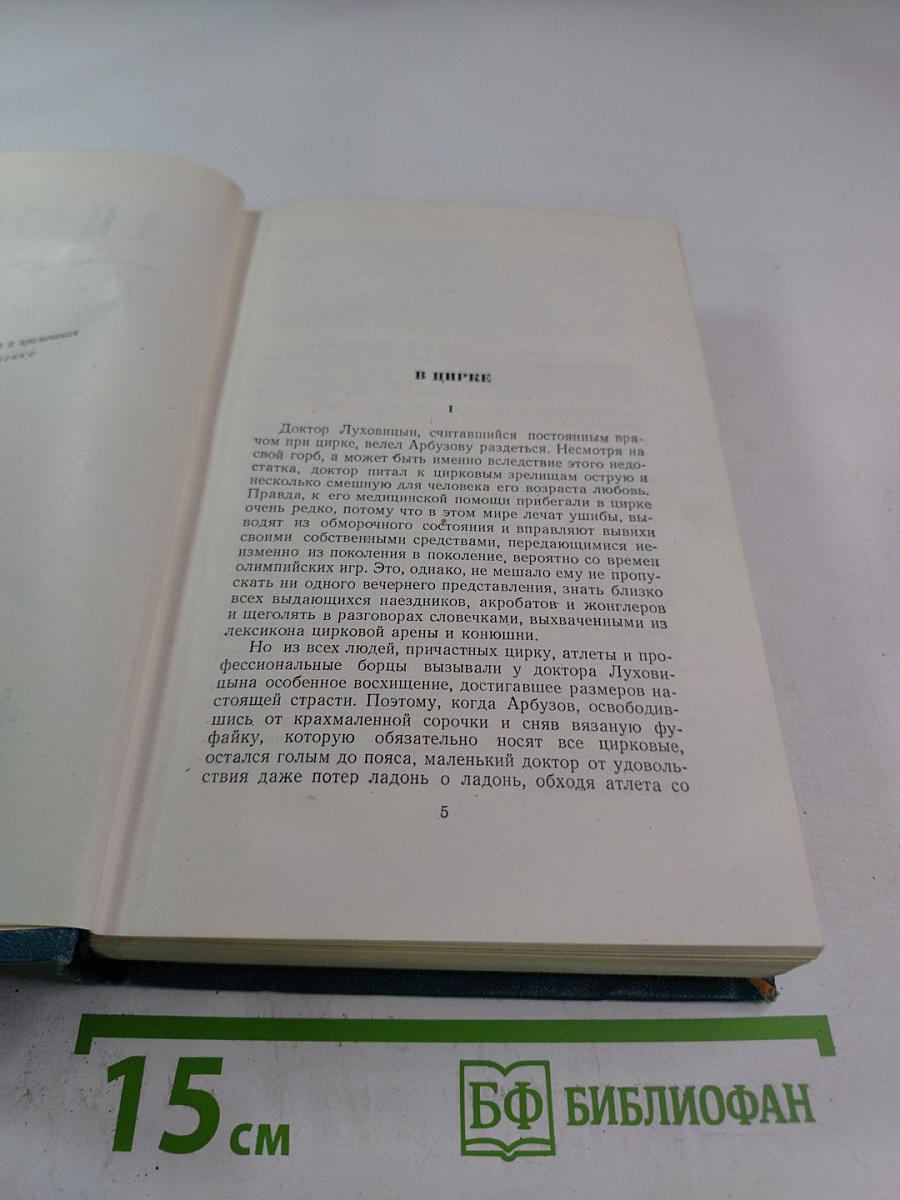 В ЦИРКЕ
I
Доктор Луховицын, считавшийся постоянным вра-
чом при цирке, велел Арбузову раздеться. Несмотря на
свой горб, а может быть именно вследствие этого недо-
статка, доктор питал к цирковым зрелищам острую и
несколько смешную для человека его возраста любовь.
Правда, к его медицинской помощи прибегали в цирке
очень редко, потому что в этом мире лечат ушибы, вы-
водят из обморочного состояния и вправляют вывихи
своими собственными средствами, передающимися не-
изменно из поколения в поколение, вероятно со времен
олимпийских игр. Это, однако, не мешало ему не пропу-
скать ни одного вечернего представления, знать близко
всех выдающихся наездников, акробатов и жонглеров
и щеголять в разговорах словечками, выхваченными из
лексикона цирковой арены и конюшни.
Но из всех людей, причастных цирку, атлеты и про-
фессиональные борцы вызывали у доктора Лухови-
цына особенное восхищение, достигавшее размеров на-
стоящей страсти. Поэтому, когда Арбузов, освободив-
шись от крахмаленной сорочки и сняв вязаную фу-
файку, которую обязательно носят все цирковые,
остался голым до пояса, маленький доктор от удоволь-
ствия даже потер ладонь о ладонь, обходя атлета со
5
15 см
БФ БИБЛИОФАН